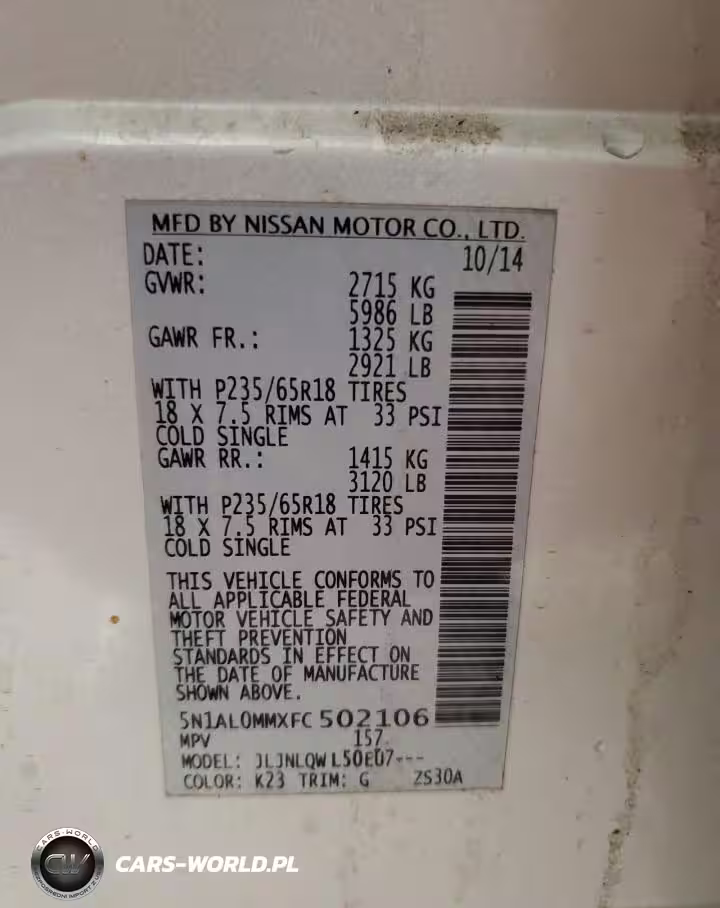 MFD BY NISSAN MOTOR CO., LTD.
DATE: 10/14
GVWR: 2715 KG
5986 LB
GAWR FR.: 1325 KG
2921 LB
WITH P235/65R18 TIRES
18 X 7.5 RIMS AT 33 PSI
COLD SINGLE
GAWR RR.: 1415 KG
3120 LB
WITH P235/65R18 TIRES
18 X 7.5 RIMS AT 33 PSI
COLD SINGLE
THIS VEHICLE CONFORMS TO
ALL APPLICABLE FEDERAL
MOTOR VEHICLE SAFETY AND
THEFT PREVENTION
STANDARDS IN EFFECT ON
THE DATE OF MANUFACTURE
SHOWN ABOVE.
5N1AL0MMXFC502106
MPV 157
MODEL: JLJNLQWL50EU7---
COLOR: K23 TRIM: G ZS30A
CARS-WORLD
CW
CARS-WORLD.PL